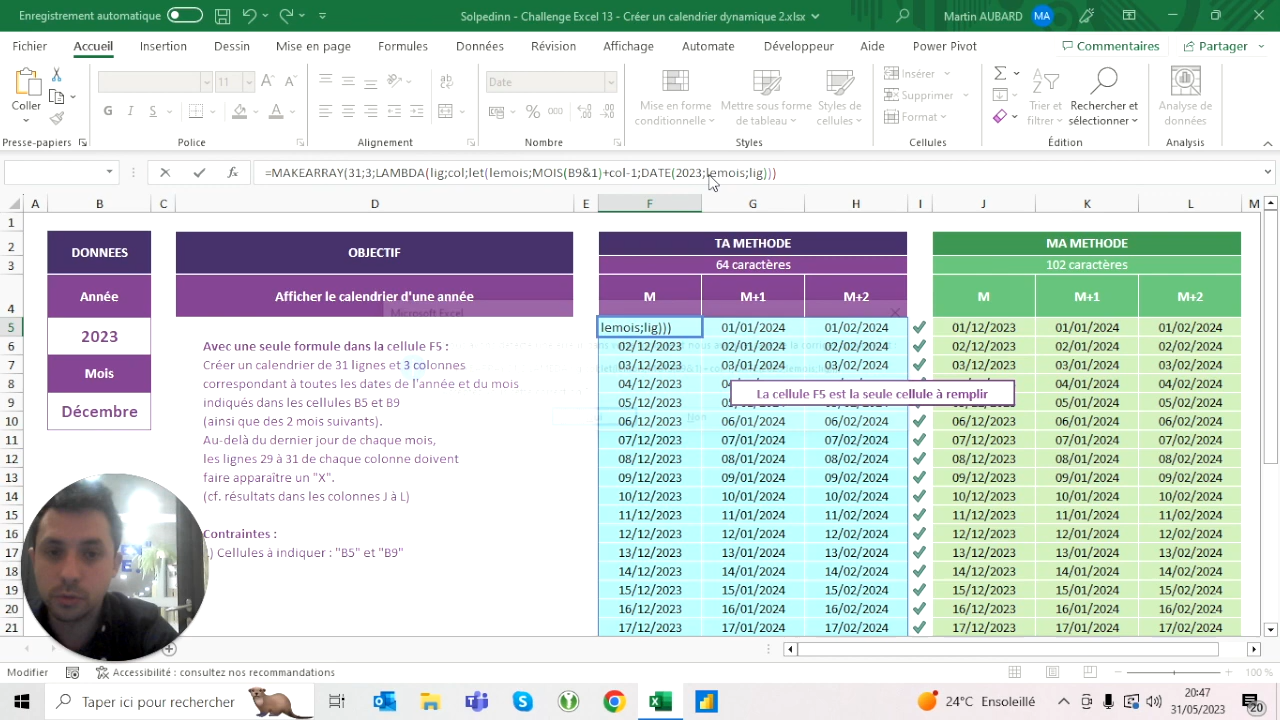 Enregistrement automatique
Solpedinn - Challenge Excel 13 - Créer un calendrier dynamique 2.xlsx
Martin AUBARD
MA
Fichier Accueil Insertion Dessin Mise en page Formules Données Révision Affichage Automate Développeur Aide Power Pivot
Commentaires
Partager
Coller
Presse-papiers
11
G I S
Police
ab
Alignement
Date
% 000
Nombre
Mise en forme conditionnelle
Mettre sous forme de tableau
Styles de cellules
Styles
Insérer
Supprimer
Format
Cellules
Trier et filtrer
Rechercher et sélectionner
Édition
Analyse de données
Analysis
fx
=MAKEARRAY(31;3;LAMBDA(lig;col;let(lemois;MOIS(B9&1)+col-1;DATE(2023;lemois;lig)))
A B C D E F G H I J K L M
DONNEES
Année
2023
Mois
Décembre
OBJECTIF
Afficher le calendrier d'une année
Microsoft Excel
Avec une seule formule dans la cellule F5 :
Créer un calendrier de 31 lignes et 3 colonnes
correspondant à toutes les dates de l'année et du mois
indiqués dans les cellules B5 et B9
(ainsi que des 2 mois suivants).
Au-delà du dernier jour de chaque mois,
les lignes 29 à 31 de chaque colonne doivent
faire apparaître un "X".
(cf. résultats dans les colonnes J à L)
Contraintes :
) Cellules à indiquer : "B5" et "B9"
Non
TA METHODE
64 caractères
MA METHODE
102 caractères
M M+1 M+2 M M+1 M+2
La cellule F5 est la seule cellule à remplir
1
2
3
4
5 lemois;lig))) 01/01/2024 01/02/2024 01/12/2023 01/01/2024 01/02/2024
6 02/12/2023 02/01/2024 02/02/2024 02/12/2023 02/01/2024 02/02/2024
7 03/12/2023 03/01/2024 03/02/2024 03/12/2023 03/01/2024 03/02/2024
8 04/12/2023
9 05/12/2023
10 06/12/2023 06/01/2024 06/02/2024 06/12/2023 06/01/2024 06/02/2024
11 07/12/2023 07/01/2024 07/02/2024 07/12/2023 07/01/2024 07/02/2024
12 08/12/2023 08/01/2024 08/02/2024 08/12/2023 08/01/2024 08/02/2024
13 09/12/2023 09/01/2024 09/02/2024 09/12/2023 09/01/2024 09/02/2024
14 10/12/2023 10/01/2024 10/02/2024 10/12/2023 10/01/2024 10/02/2024
15 11/12/2023 11/01/2024 11/02/2024 11/12/2023 11/01/2024 11/02/2024
16 12/12/2023 12/01/2024 12/02/2024 12/12/2023 12/01/2024 12/02/2024
17 13/12/2023 13/01/2024 13/02/2024 13/12/2023 13/01/2024 13/02/2024
18 14/12/2023 14/01/2024 14/02/2024 14/12/2023 14/01/2024 14/02/2024
19 15/12/2023 15/01/2024 15/02/2024 15/12/2023 15/01/2024 15/02/2024
20 16/12/2023 16/01/2024 16/02/2024 16/12/2023 16/01/2024 16/02/2024
21 17/12/2023 17/01/2024 17/02/2024 17/12/2023 17/01/2024 17/02/2024
Modifier
Accessibilité : consultez nos recommandations
100 %
Taper ici pour rechercher
24°C Ensoleillé
20:47
31/05/2023
20